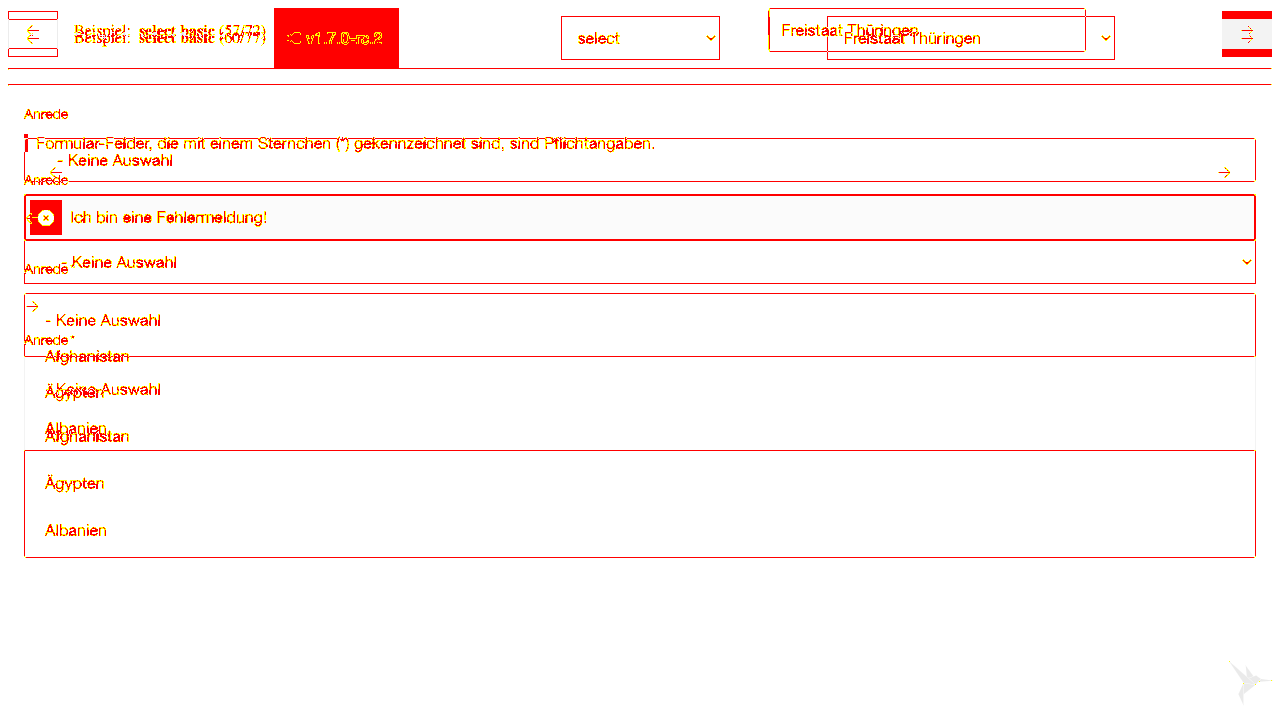 Beispiel: select basic (57/73)
Beispiel: select basic (60/77)
v1.7.0-rc.2
select
Freistaat Thüringen
Freistaat Thüringen
Anrede
Formular-Felder, die mit einem Sternchen (*) gekennzeichnet sind, sind Pflichtangaben.
- Keine Auswahl
Anrede
Ich bin eine Fehlermeldung!
- Keine Auswahl
Anrede
- Keine Auswahl
Anrede *
Afghanistan
- Keine Auswahl
Ägypten
Albanien
Afghanistan
Ägypten
Albanien